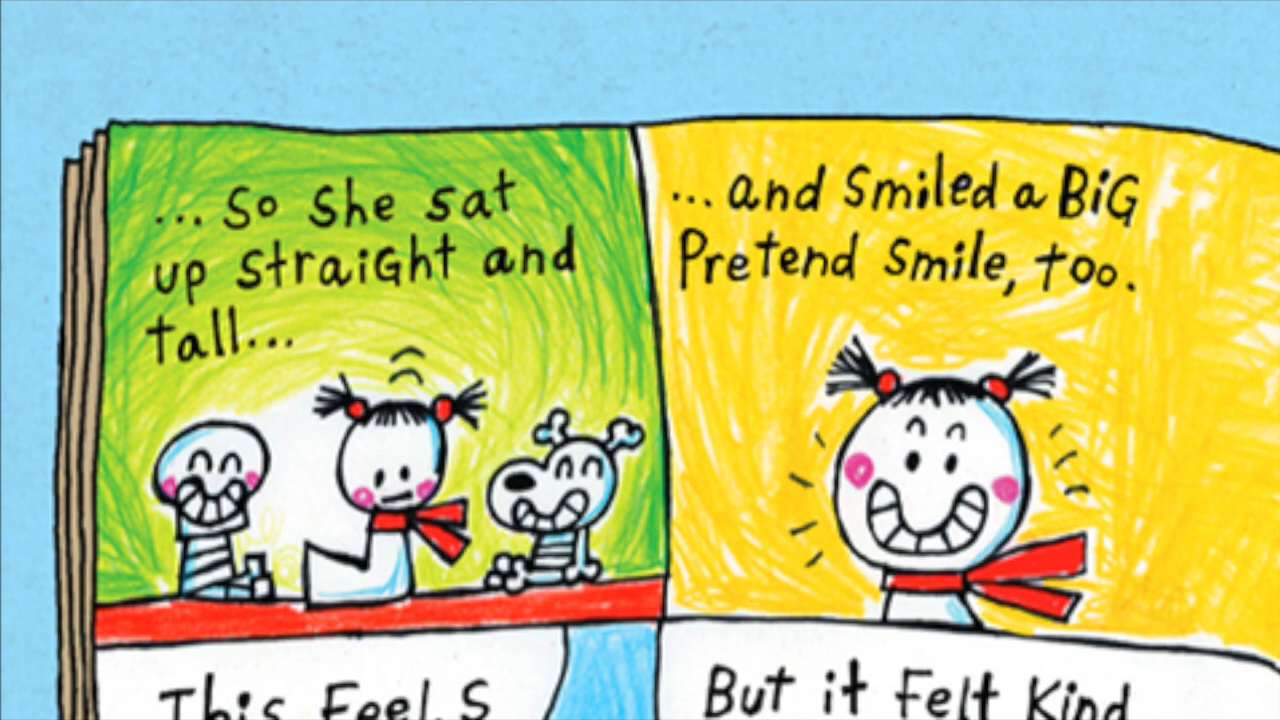 ...So She sat
up straight and
tall...
...and Smiled a BiG
Pretend Smile, too.
This Feels
But it Felt Kind